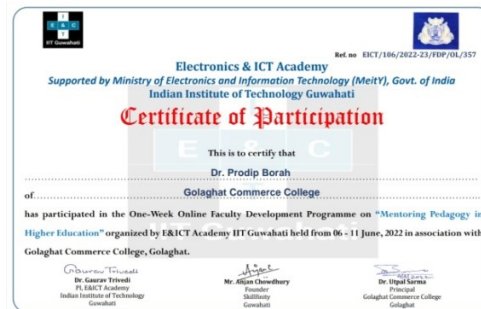 E & C
IIT Guwahati
Ref. no EICT/106/2022-23/FDP/OL/357
Electronics & ICT Academy
Supported by Ministry of Electronics and Information Technology (MeitY), Govt. of India
Indian Institute of Technology Guwahati
Certificate of Participation
This is to certify that
Dr. Prodip Borah
of Golaghat Commerce College
has participated in the One-Week Online Faculty Development Programme on "Mentoring Pedagogy in
Higher Education" organized by E&ICT Academy IIT Guwahati held from 06 - 11 June, 2022 in association with
Golaghat Commerce College, Golaghat.
Gaurav Trivedi
Dr. Gaurav Trivedi
PI, E&ICT Academy
Indian Institute of Technology
Guwahati
Mr. Anjan Chowdhury
Founder
Skillfinity
Guwahati
Dr. Utpal Sarma
Principal
Golaghat Commerce College
Golaghat